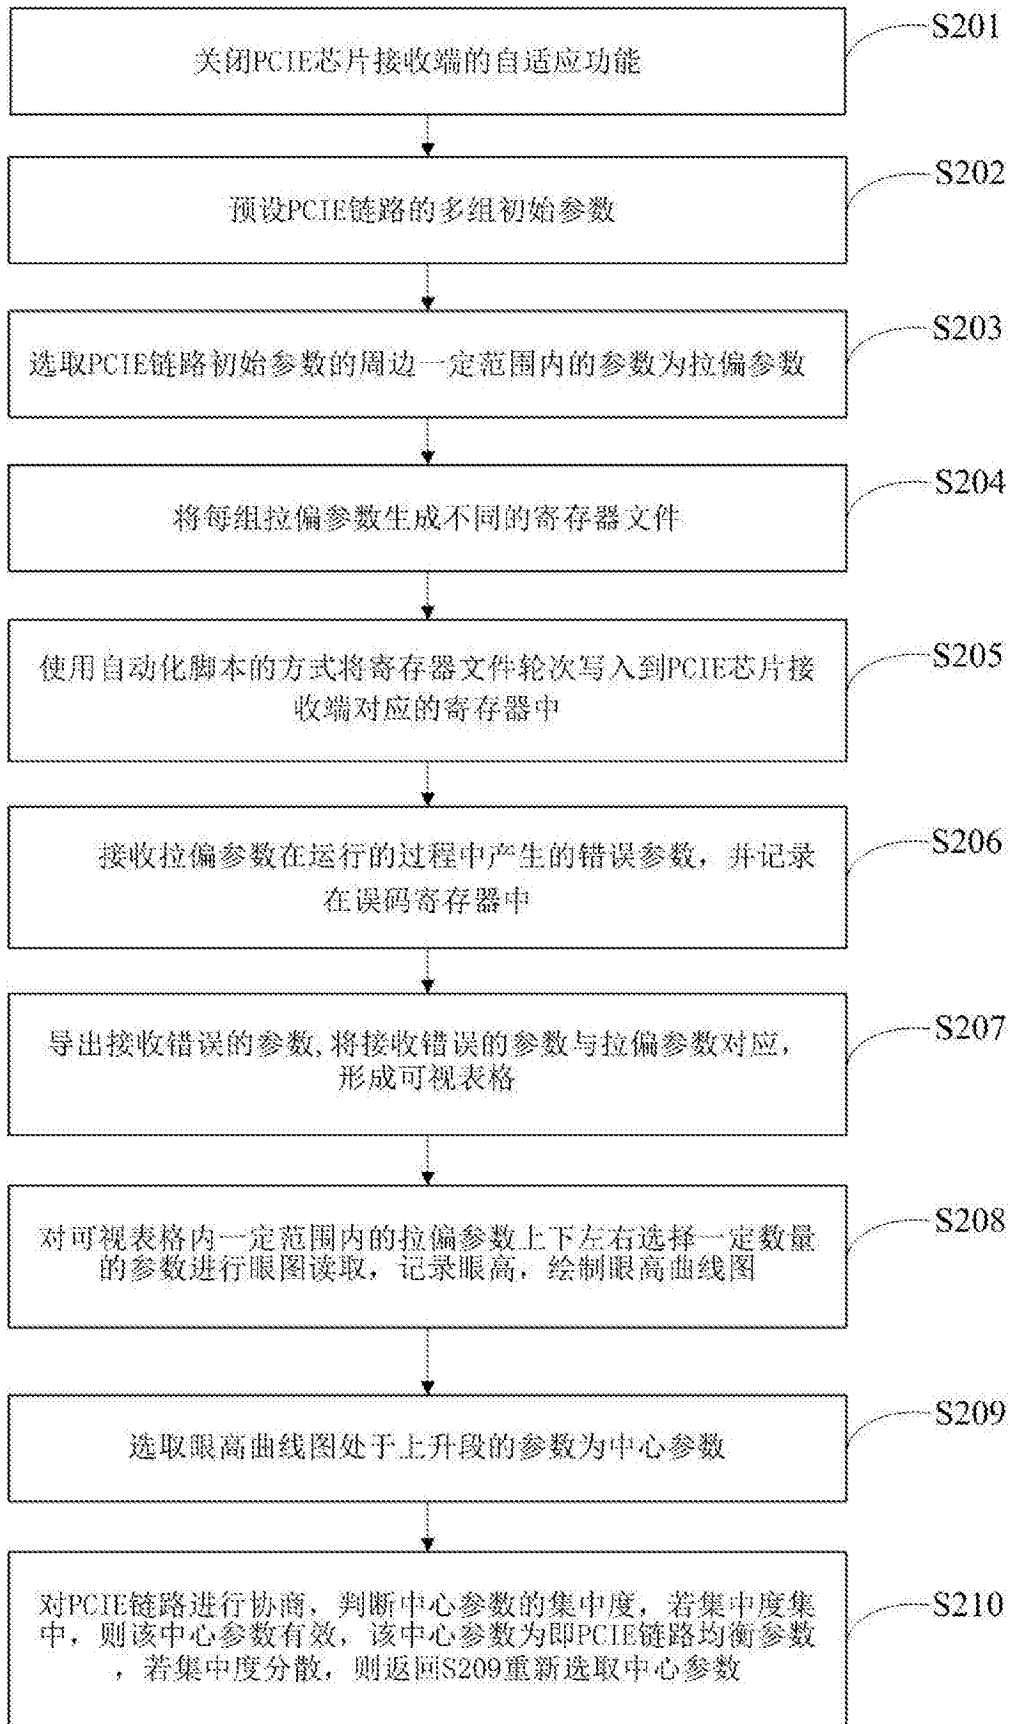 关闭PCIE芯片接收端的自适应功能
S201
预设PCIE链路的多组初始参数
S202
选取PCIE链路初始参数的周边一定范围内的参数为拉偏参数
S203
将每组拉偏参数生成不同的寄存器文件
S204
使用自动化脚本的方式将寄存器文件轮次写入到PCIE芯片接
收端对应的寄存器中
S205
接收拉偏参数在运行的过程中产生的错误参数，并记录
在误码寄存器中
S206
导出接收错误的参数,将接收错误的参数与拉偏参数对应，
形成可视表格
S207
对可视表格内一定范围内的拉偏参数上下左右选择一定数量
的参数进行眼图读取，记录眼高，绘制眼高曲线图
S208
选取眼高曲线图处于上升段的参数为中心参数
S209
对PCIE链路进行协商，判断中心参数的集中度，若集中度集
中，则该中心参数有效，该中心参数为即PCIE链路均衡参数
，若集中度分散，则返回S209重新选取中心参数
S210